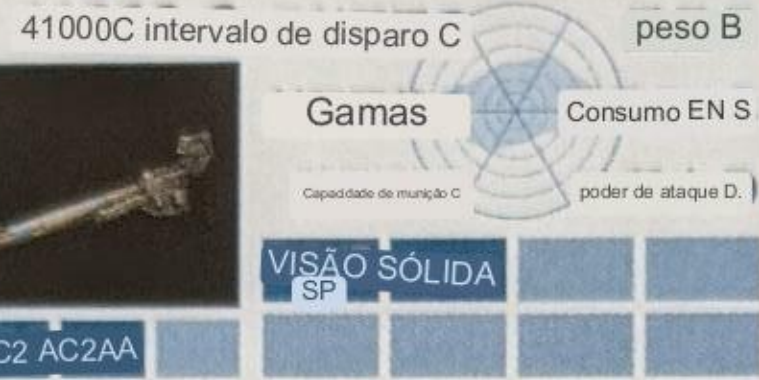 41000C intervalo de disparo C
peso B
Gamas
Consumo EN S
Capacidade de munição C
poder de ataque D.
VISÃO SÓLIDA
SP
C2 AC2AA